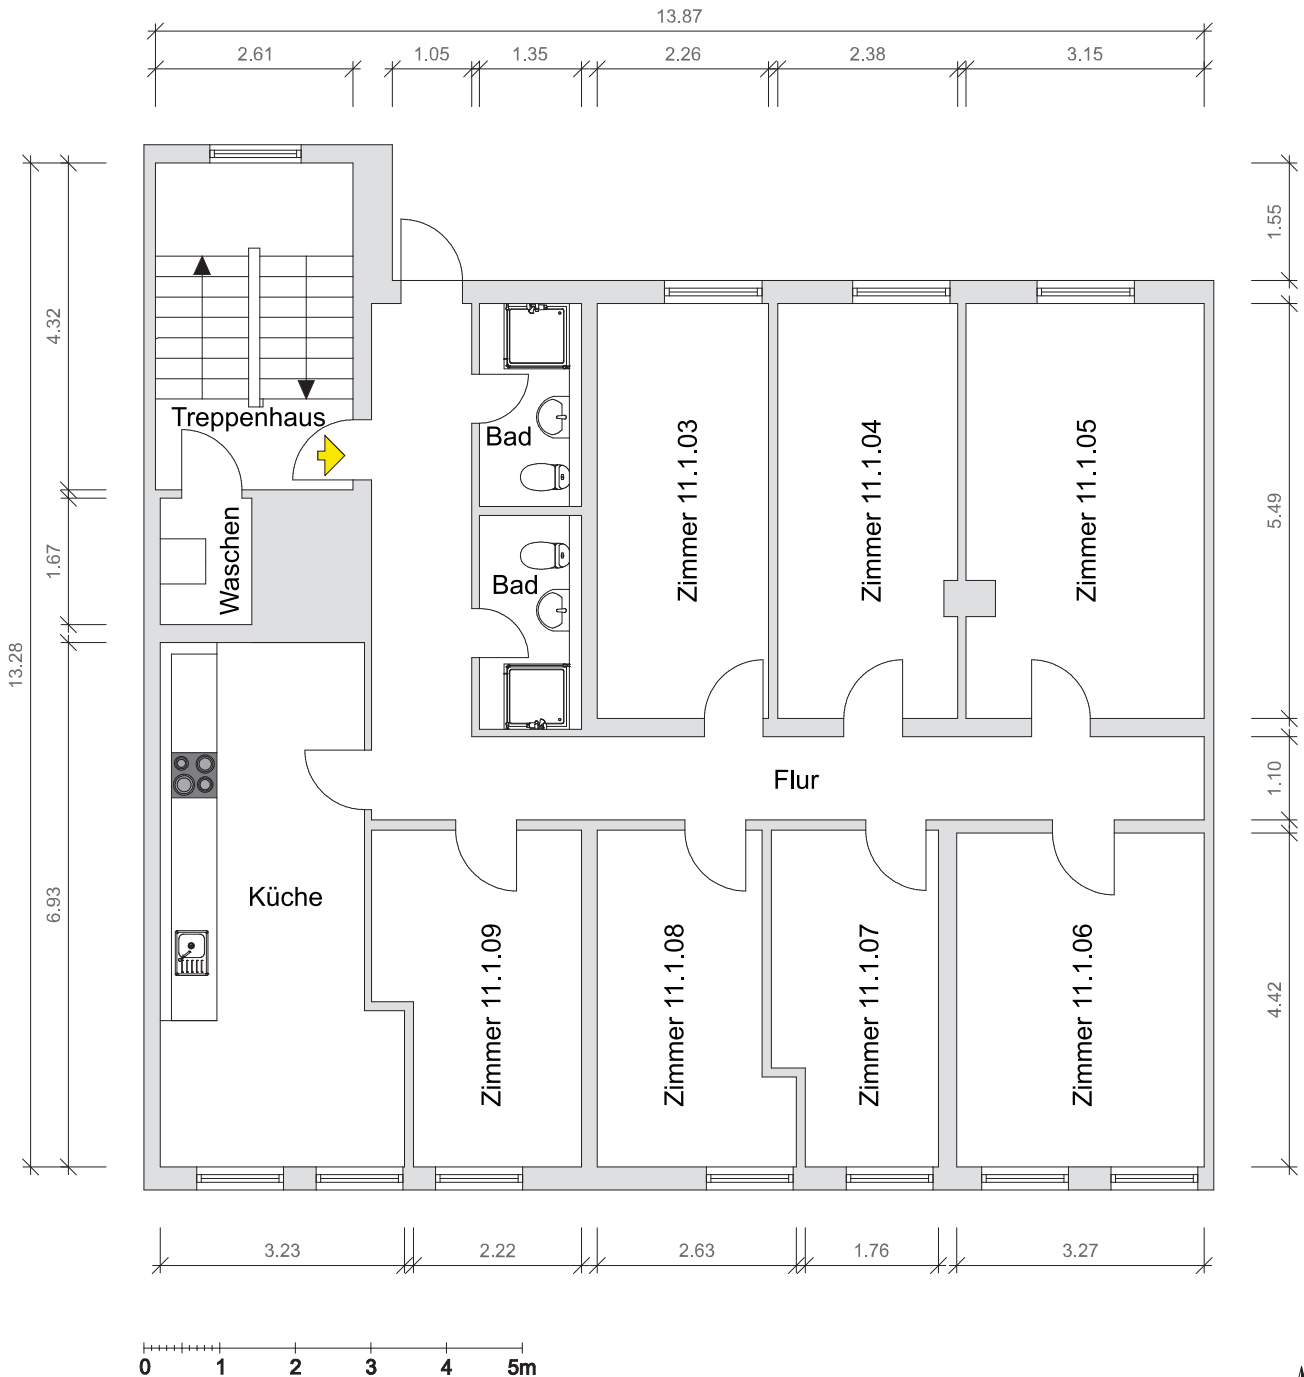 13.87
2.61
1.05
1.35
2.26
2.38
3.15
1.55
4.32
Treppenhaus
Bad
Zimmer 11.1.03
Zimmer 11.1.04
Zimmer 11.1.05
5.49
1.67
Waschen
Bad
13.28
Flur
1.10
6.93
Küche
Zimmer 11.1.09
Zimmer 11.1.08
Zimmer 11.1.07
Zimmer 11.1.06
4.42
3.23
2.22
2.63
1.76
3.27
0 1 2 3 4 5m